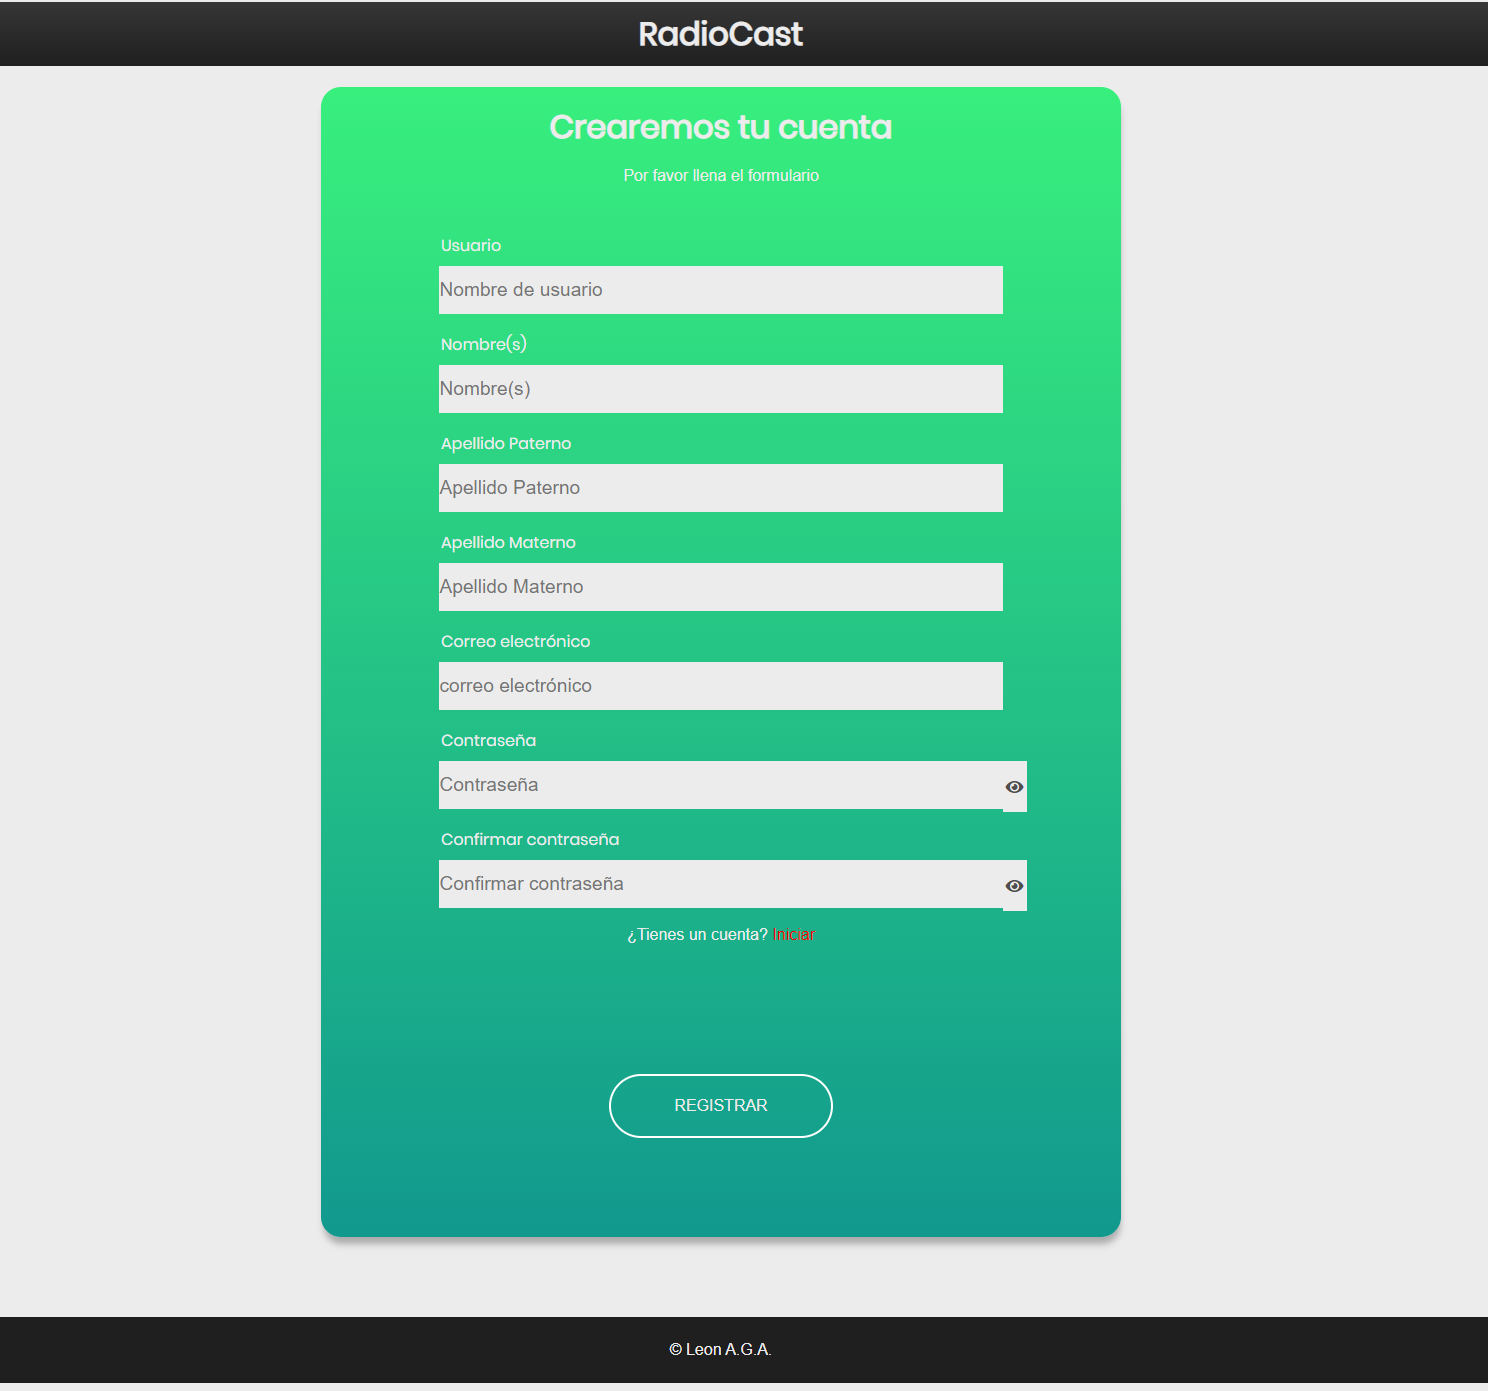 RadioCast
Crearemos tu cuenta
Por favor llena el formulario
Usuario
Nombre de usuario
Nombre(s)
Nombre(s)
Apellido Paterno
Apellido Paterno
Apellido Materno
Apellido Materno
Correo electrónico
correo electrónico
Contraseña
Contraseña
Confirmar contraseña
Confirmar contraseña
¿Tienes un cuenta? Iniciar
REGISTRAR
© Leon A.G.A.